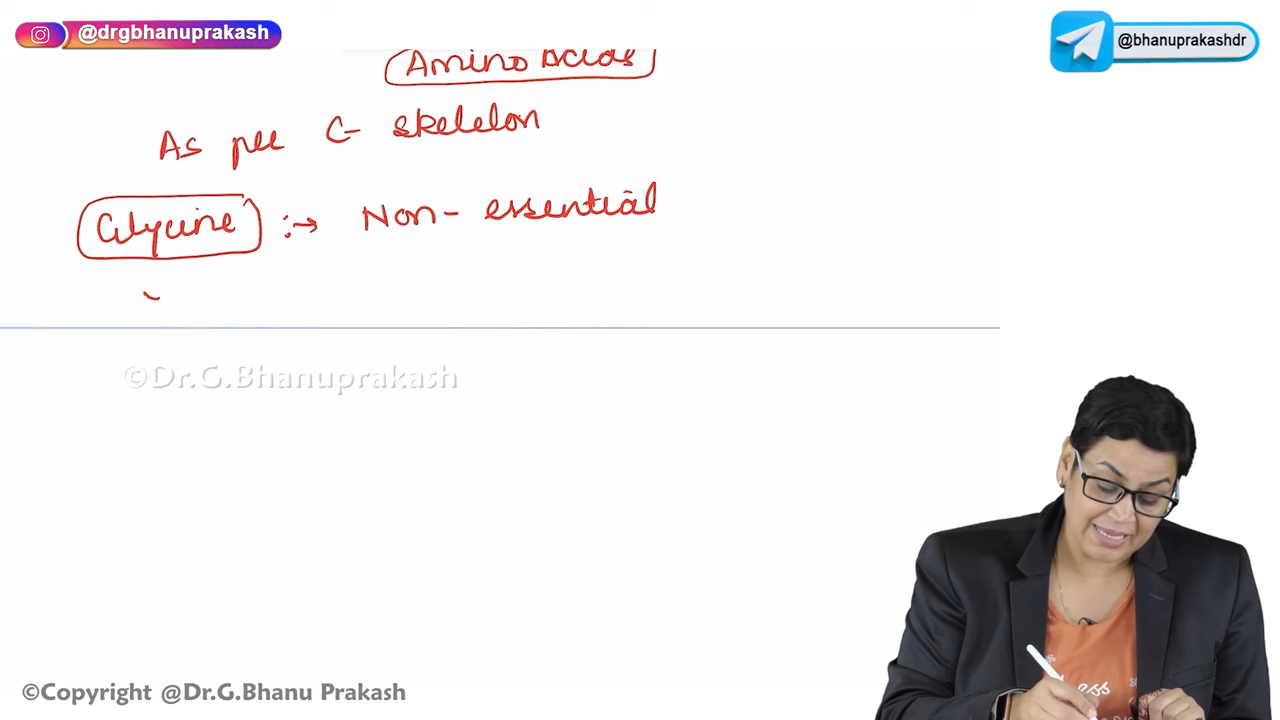 @drgbhanuprakash
@bhanuprakashdr
Amino Acids
As per C- skeleton
Glycine :→ Non- essential
©Dr.G.Bhanuprakash
©Copyright @Dr.G.Bhanu Prakash